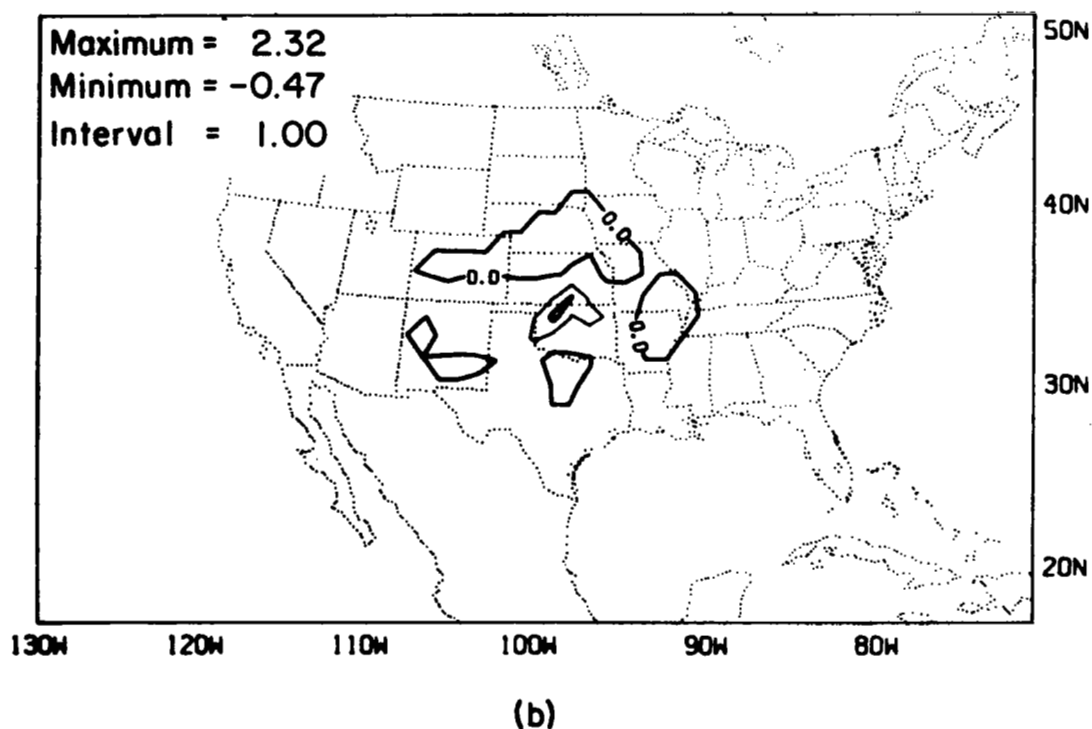 Maximum = 2.32
Minimum = -0.47
Interval = 1.00
50N
40N
30N
20N
0.0
0.0
0.0
130W 120W 110W 100W 90W 80W
(b)